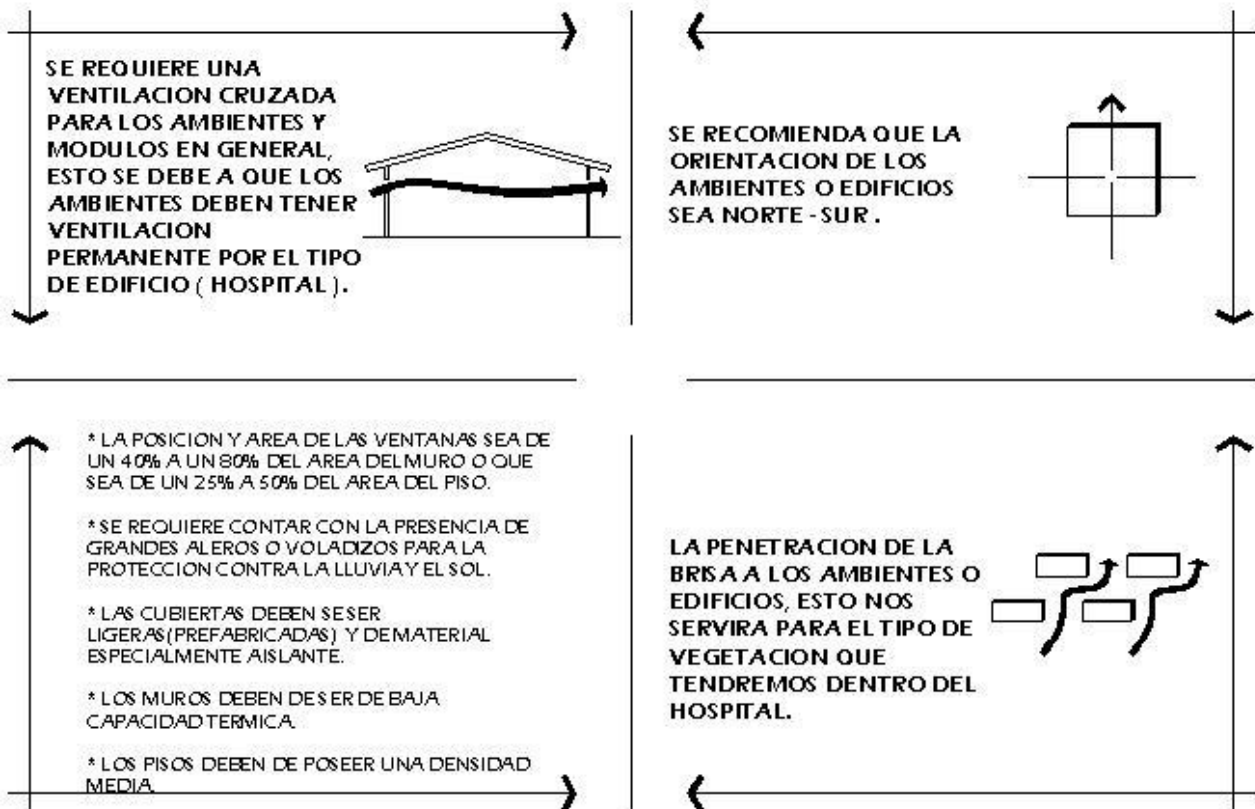 SE REQUIERE UNA
VENTILACION CRUZADA
PARA LOS AMBIENTES Y
MODULOS EN GENERAL,
ESTO SE DEBE A QUE LOS
AMBIENTES DEBEN TENER
VENTILACION
PERMANENTE POR EL TIPO
DE EDIFICIO ( HOSPITAL ).
SE RECOMIENDA QUE LA
ORIENTACION DE LOS
AMBIENTES O EDIFICIOS
SEA NORTE - SUR .
* LA POSICION Y AREA DE LAS VENTANAS SEA DE
UN 40% A UN 80% DEL AREA DEL MURO O QUE
SEA DE UN 25% A 50% DEL AREA DEL PISO.
* SE REQUIERE CONTAR CON LA PRESENCIA DE
GRANDES ALEROS O VOLADIZOS PARA LA
PROTECCION CONTRA LA LLUVIA Y EL SOL.
* LAS CUBIERTAS DEBEN SE SER
LIGERAS(PREFABRICADAS) Y DE MATERIAL
ESPECIALMENTE AISLANTE.
* LOS MUROS DEBEN DE SER DE BAJA
CAPACIDAD TERMICA.
* LOS PISOS DEBEN DE POSEER UNA DENSIDAD
MEDIA.
LA PENETRACION DE LA
BRISA A LOS AMBIENTES O
EDIFICIOS, ESTO NOS
SERVIRA PARA EL TIPO DE
VEGETACION QUE
TENDREMOS DENTRO DEL
HOSPITAL.